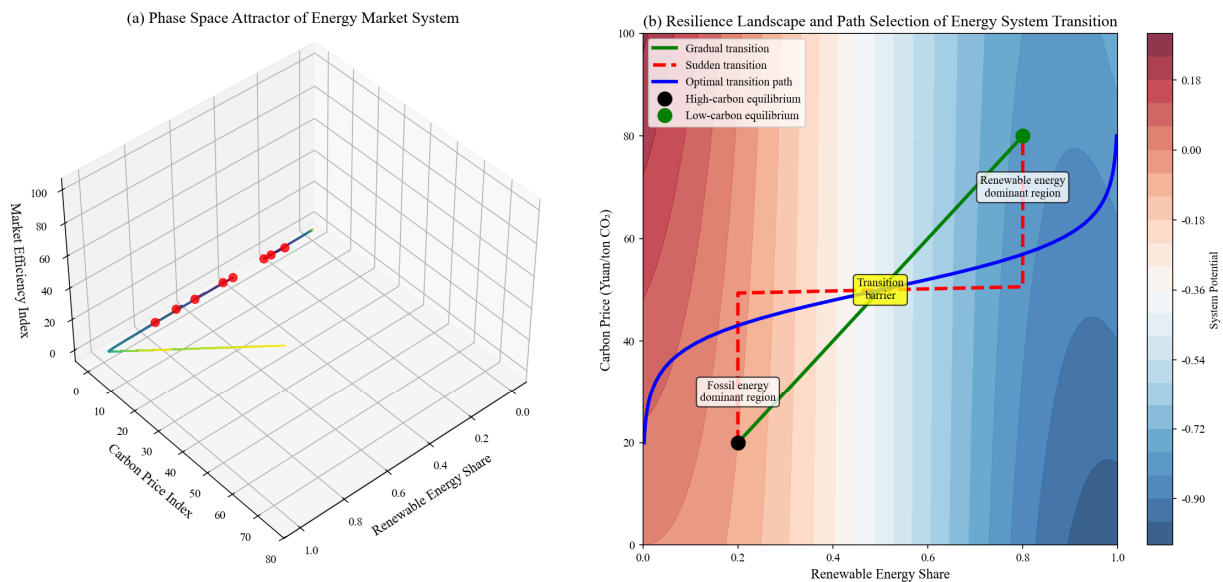 (a) Phase Space Attractor of Energy Market System
100
80
60
40
20
0
Market Efficiency Index
0
10
20
30
40
50
60
70
80
Carbon Price Index
1.0
0.8
0.6
0.4
0.2
0.0
Renewable Energy Share
(b) Resilience Landscape and Path Selection of Energy System Transition
Gradual transition
Sudden transition
Optimal transition path
High-carbon equilibrium
Low-carbon equilibrium
100
80
60
40
20
0
Carbon Price (Yuan/ton CO₂)
Renewable energy
dominant region
Transition
barrier
Fossil energy
dominant region
0.0
0.2
0.4
0.6
0.8
1.0
Renewable Energy Share
0.18
0.00
-0.18
-0.36
-0.54
-0.72
-0.90
System Potential